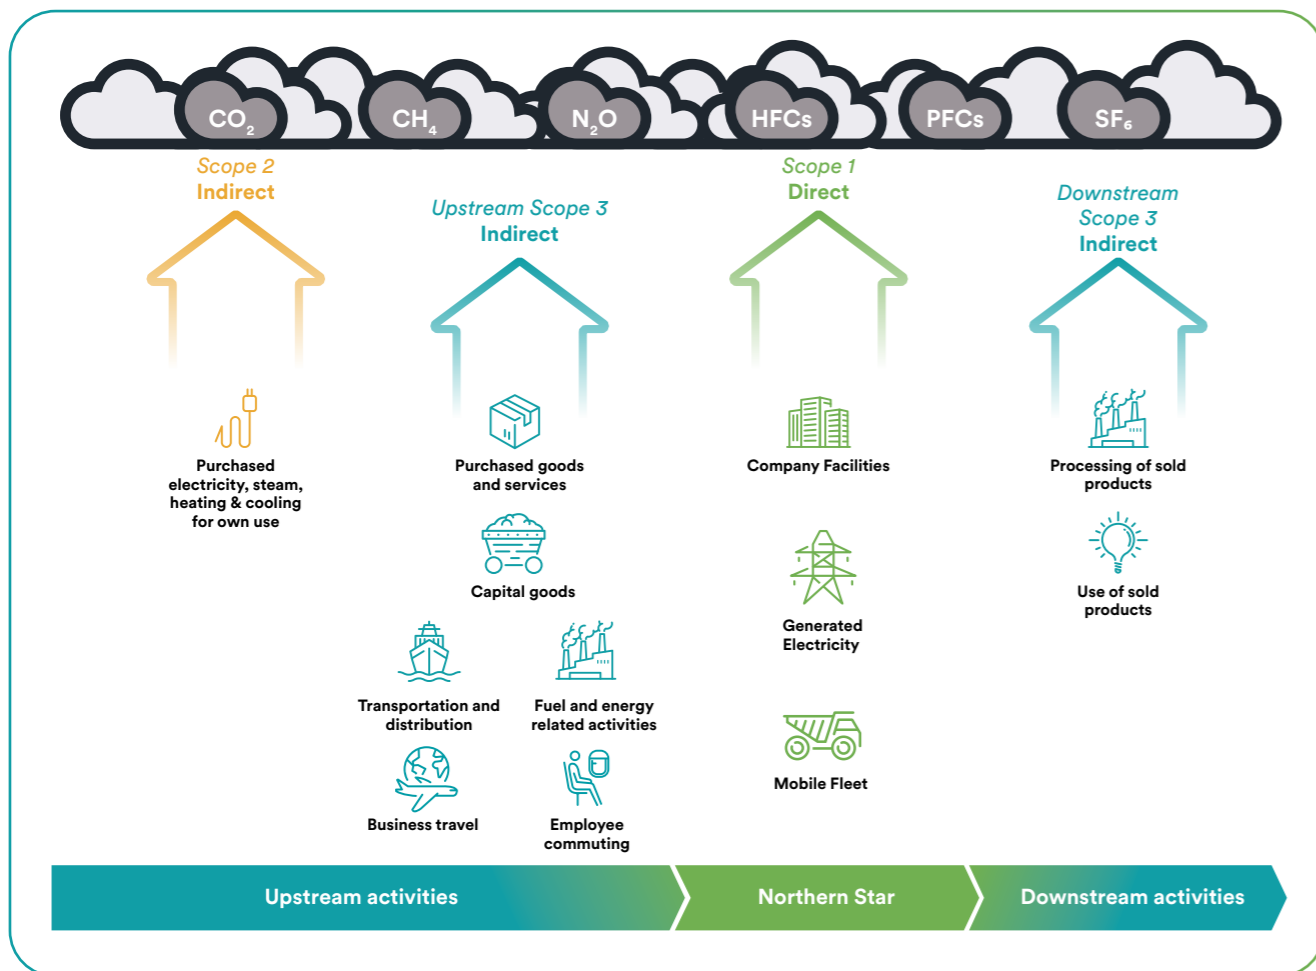 CO₂
CH₄
N₂O
HFCs
PFCs
SF₆
Scope 2
Indirect
Upstream Scope 3
Indirect
Scope 1
Direct
Downstream
Scope 3
Indirect
Purchased
electricity, steam,
heating & cooling
for own use
Purchased goods
and services
Capital goods
Transportation and
distribution
Fuel and energy
related activities
Business travel
Employee
commuting
Company Facilities
Generated
Electricity
Mobile Fleet
Processing of sold
products
Use of sold
products
Upstream activities
Northern Star
Downstream activities